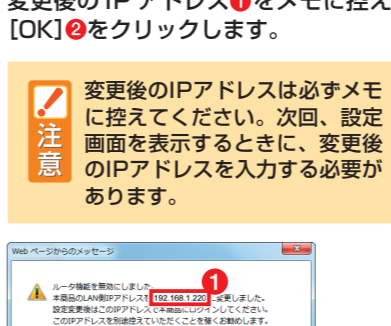 変更後の IP アドレス❶をメモに控え
[OK]❷をクリックします。
注意
変更後のIPアドレスは必ずメモ
に控えてください。次回、設定
画面を表示するときに、変更後
のIPアドレスを入力する必要が
あります。
Web ページからのメッセージ
❶
ルータ機能を無効にしました。
本商品のLAN側IPアドレスを 192.168.1.220 に変更しました。
設定変更後はこのIPアドレスで本商品にログインしてください。
このIPアドレスを別途控えていただくことを強くお勧めします。